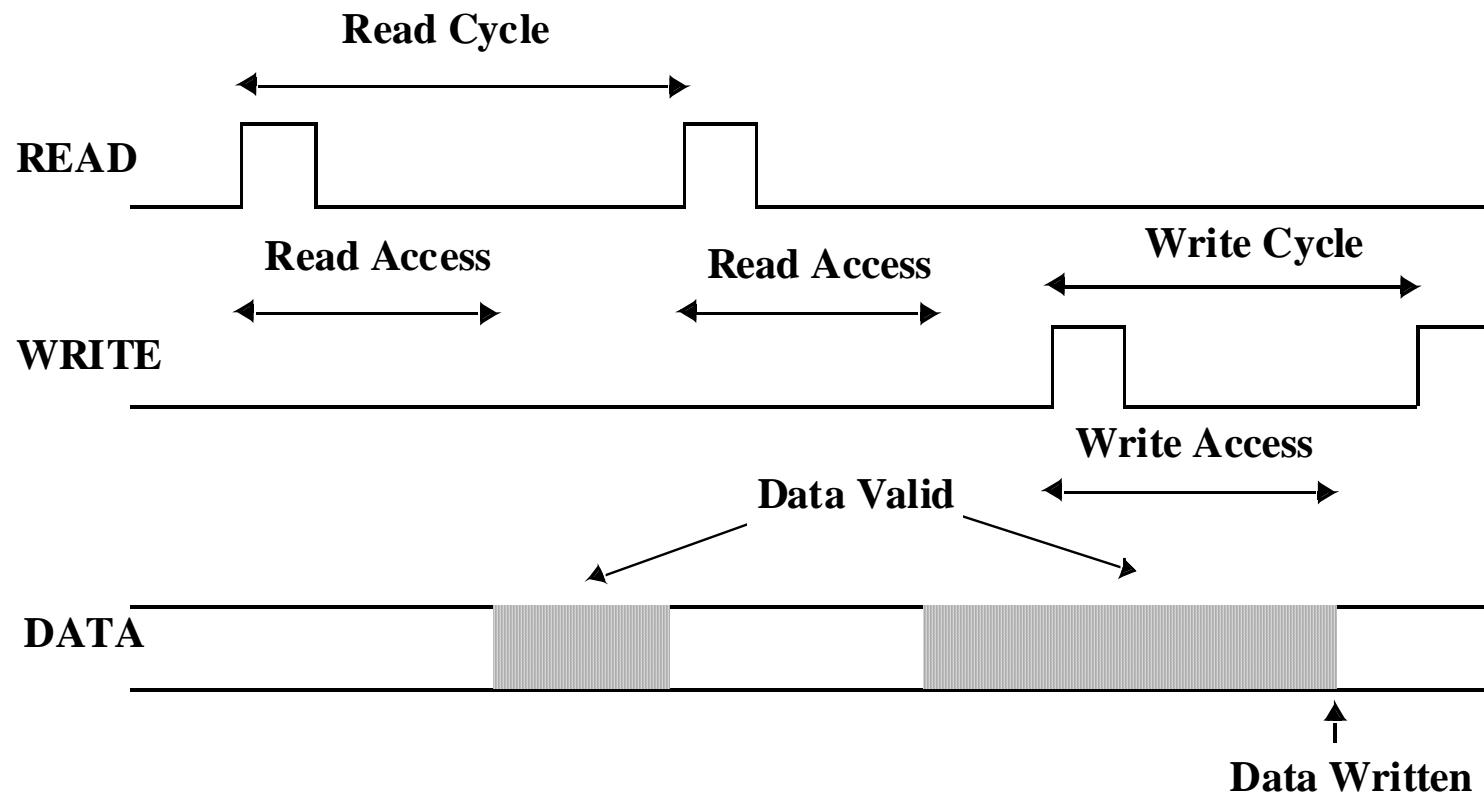 Read Cycle
READ
Read Access
Read Access
Write Cycle
WRITE
Write Access
Data Valid
DATA
Data Written